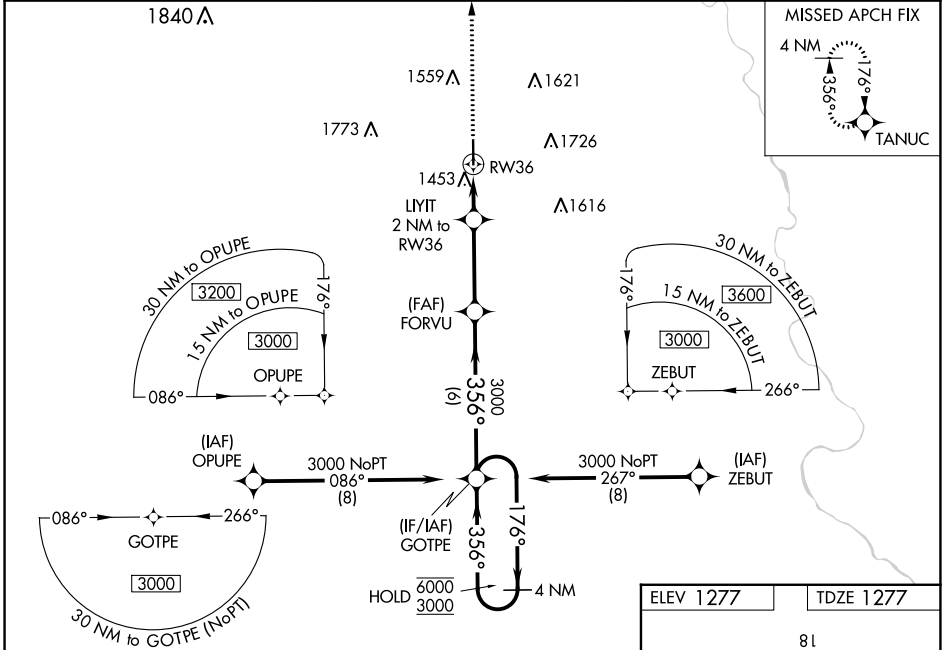 1840
MISSED APCH FIX
4 NM
356°
176°
TANUC
1559
1621
1773
1726
RW36
1453
LIYIT
2 NM to
RW36
1616
30 NM to OPUPE
3200
176°
15 NM to OPUPE
3000
OPUPE
086°
(FAF)
FORVU
30 NM to ZEBUT
3600
176°
15 NM to ZEBUT
3000
ZEBUT
266°
3000
356°
(6)
(IAF)
OPUPE
3000 NoPT
086°
(8)
3000 NoPT
267°
(8)
(IAF)
ZEBUT
(IF/IAF)
GOTPE
086°
266°
GOTPE
3000
30 NM to GOTPE (NoPT)
356°
176°
HOLD
6000
3000
4 NM
ELEV 1277
TDZE 1277
18